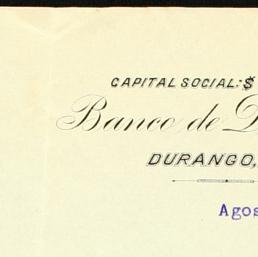 CAPITAL SOCIAL: $
Banco de D
DURANGO,
Agos